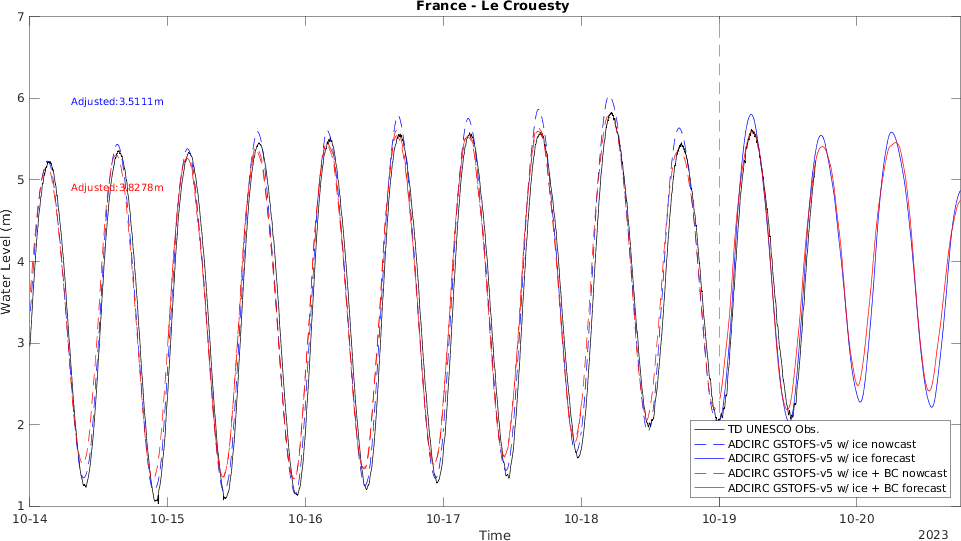 France - Le Crouesty
7
6
5
4
3
2
1
Water Level (m)
Adjusted:3.5111m
Adjusted:3.8278m
TD UNESCO Obs.
ADCIRC GSTOFS-v5 w/ ice nowcast
ADCIRC GSTOFS-v5 w/ ice forecast
ADCIRC GSTOFS-v5 w/ ice + BC nowcast
ADCIRC GSTOFS-v5 w/ ice + BC forecast
10-14 10-15 10-16 10-17 10-18 10-19 10-20
Time
2023